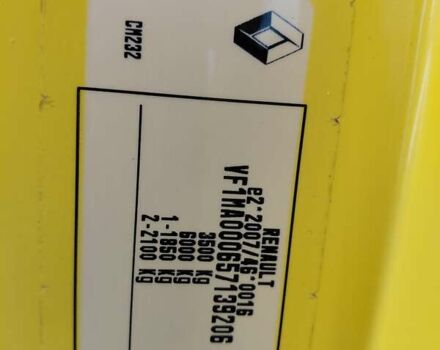 CM232
RENAULT
e2*2007/46*0016
VF1MA000657139206
3500 kg
6000 kg
1-1850 kg
2-2100 kg